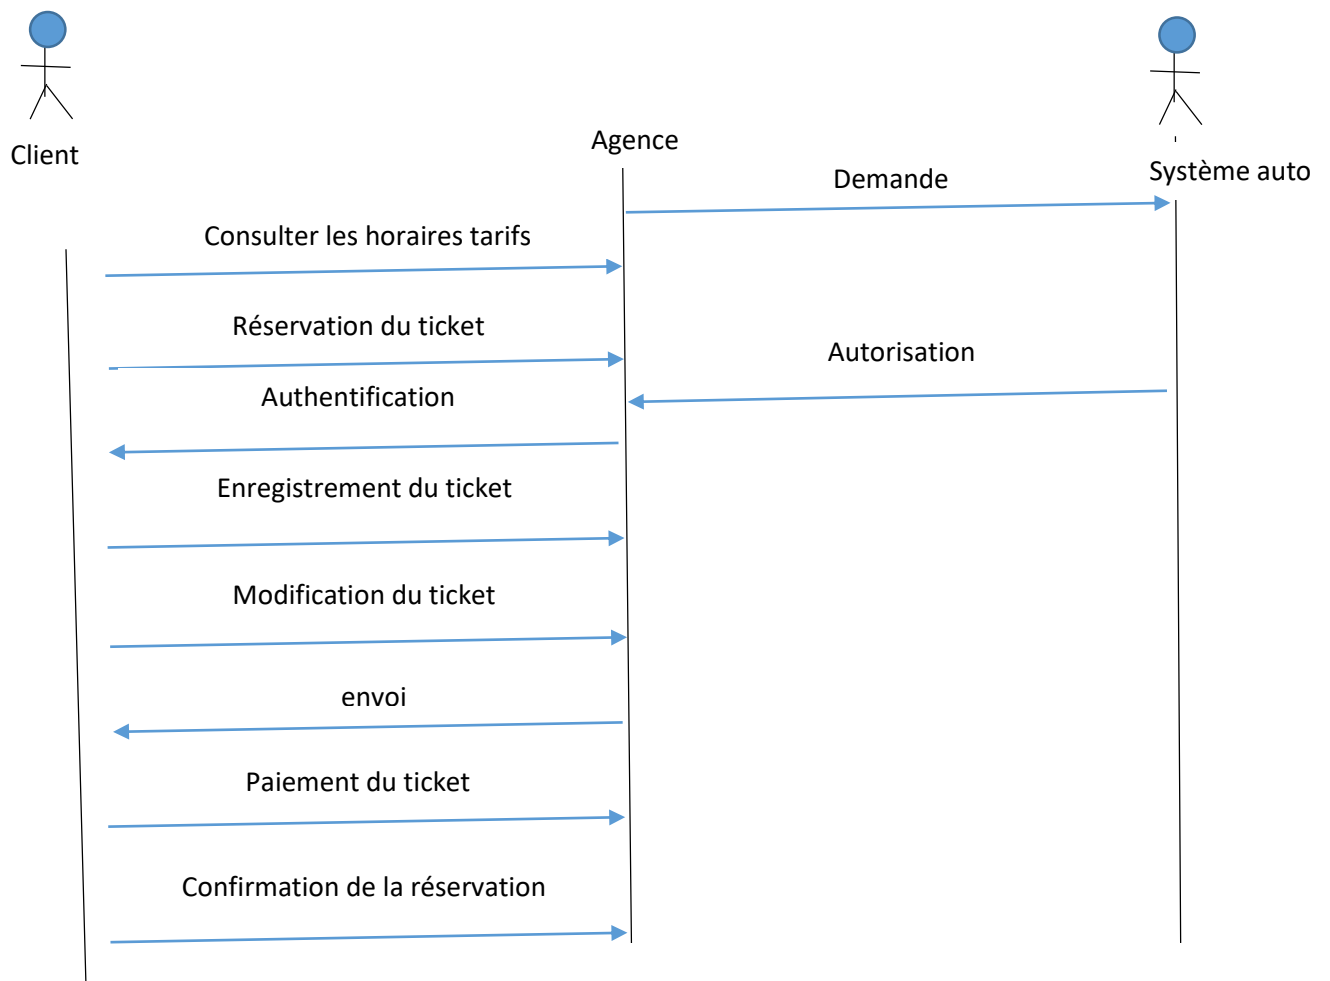 Client
Agence
Système auto
Demande
Consulter les horaires tarifs
Réservation du ticket
Autorisation
Authentification
Enregistrement du ticket
Modification du ticket
envoi
Paiement du ticket
Confirmation de la réservation